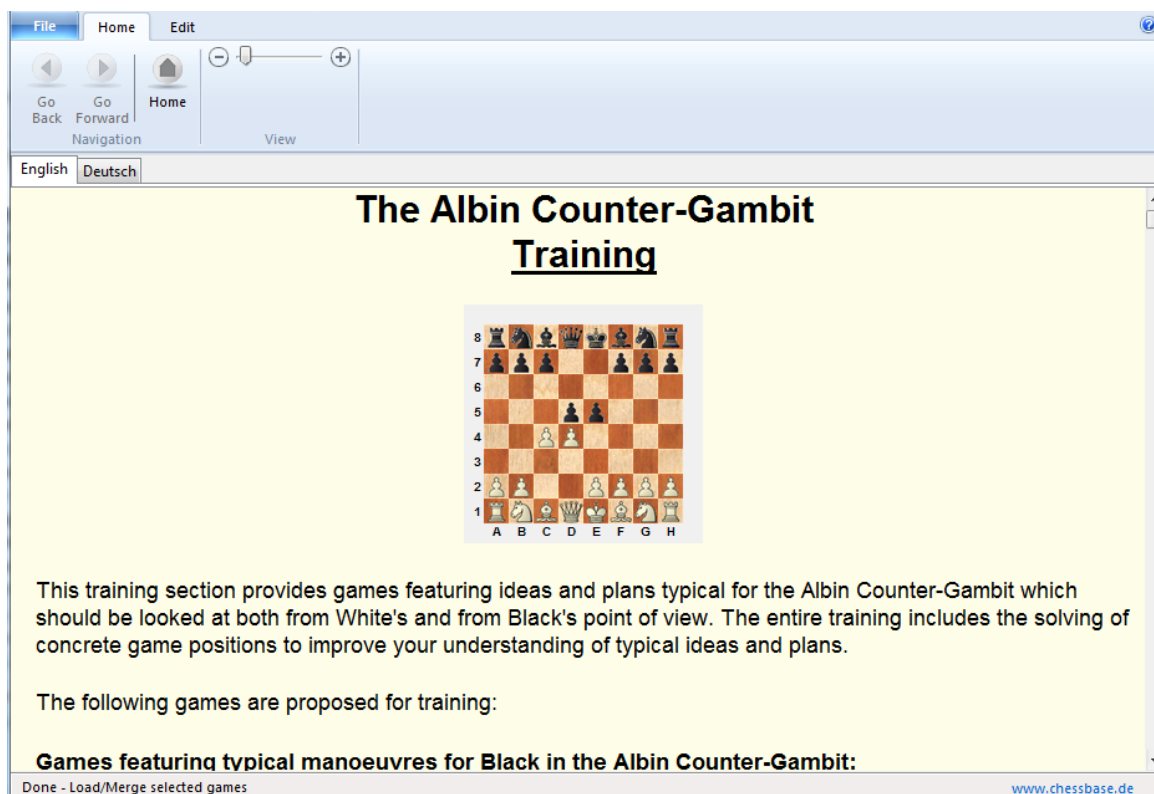 File Home Edit
Go Back
Go Forward
Home
Navigation
View
English Deutsch
The Albin Counter-Gambit
Training
8
7
6
5
4
3
2
1
A B C D E F G H
This training section provides games featuring ideas and plans typical for the Albin Counter-Gambit which
should be looked at both from White's and from Black's point of view. The entire training includes the solving of
concrete game positions to improve your understanding of typical ideas and plans.
The following games are proposed for training:
Games featuring typical manoeuvres for Black in the Albin Counter-Gambit:
Done - Load/Merge selected games www.chessbase.de